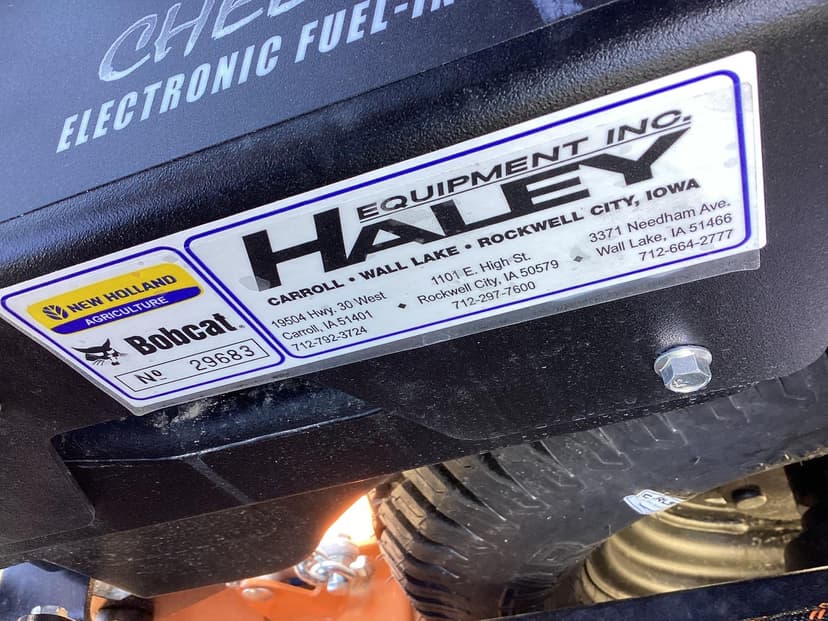 ELECTRONIC
NEW HOLLAND
AGRICULTURE
Bobcat
Nº 29683
EQUIPMENT INC.
HALEY
CARROLL • WALL LAKE • ROCKWELL CITY, IOWA
19504 Hwy. 30 West
Carroll, IA 51401
712-792-3724
1101 E. High St.
Rockwell City, IA 50579
712-297-7600
3371 Needham Ave.
Wall Lake, IA 51466
712-664-2777